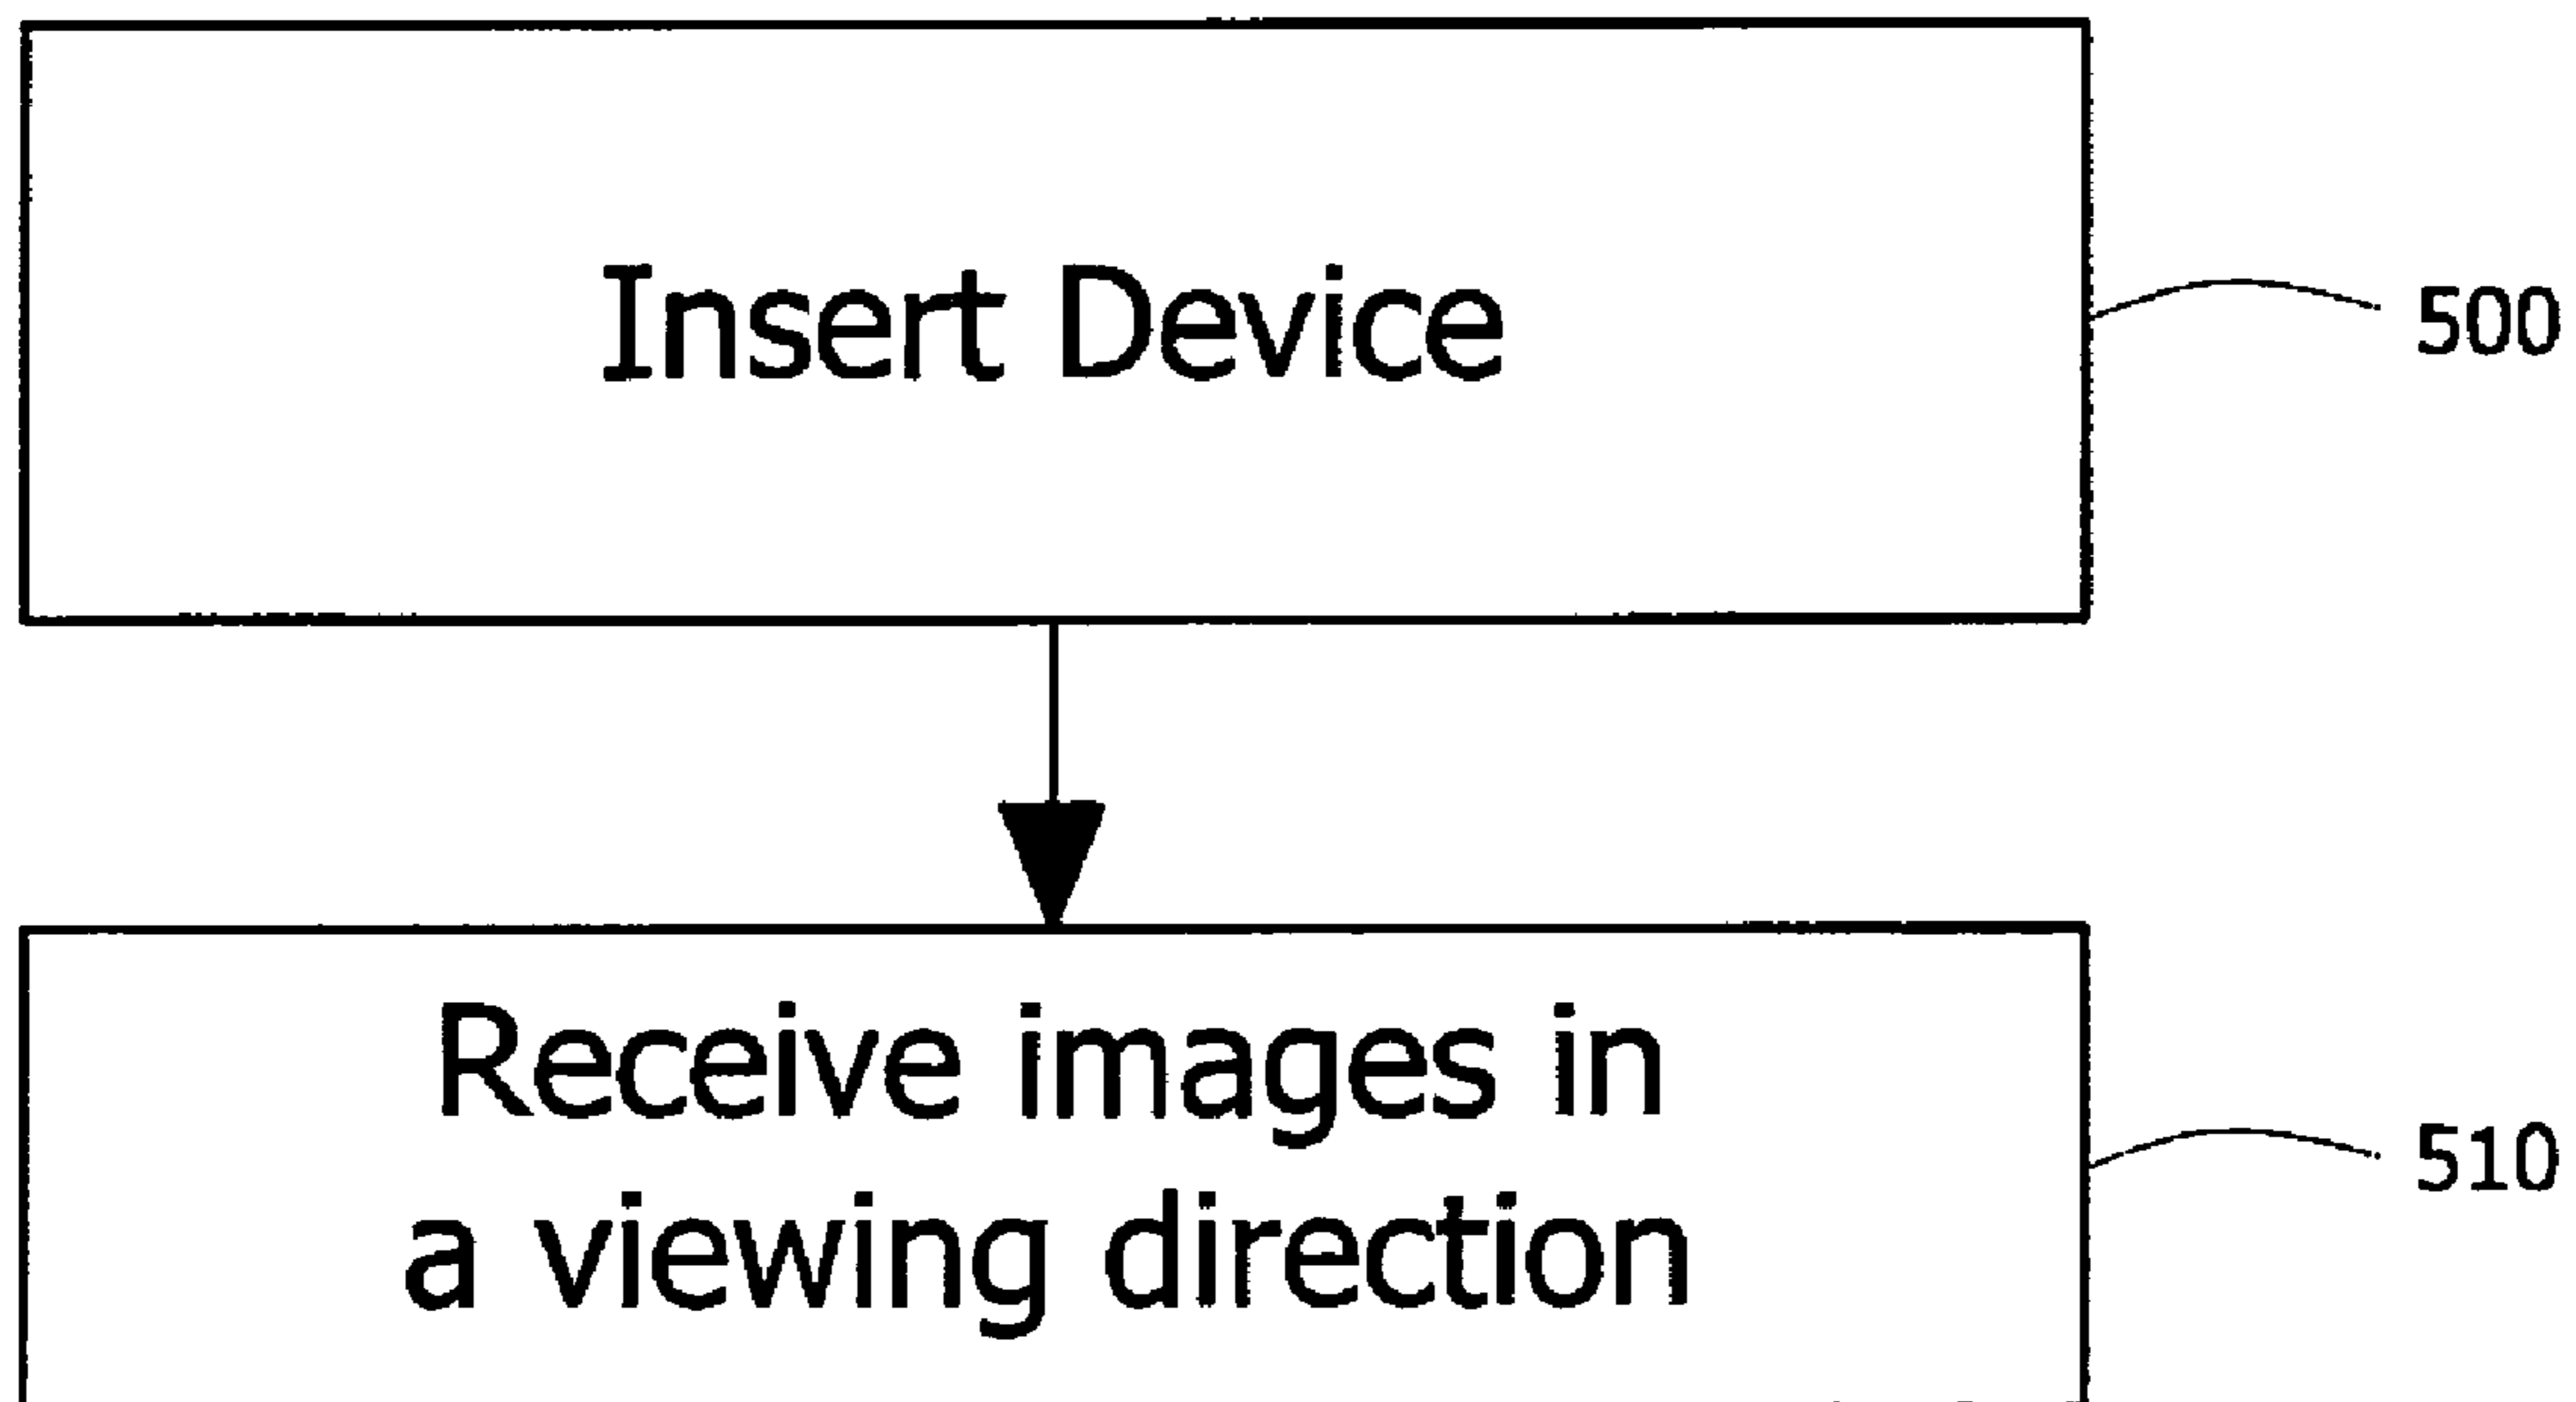 Insert Device
500
Receive images in
a viewing direction
510